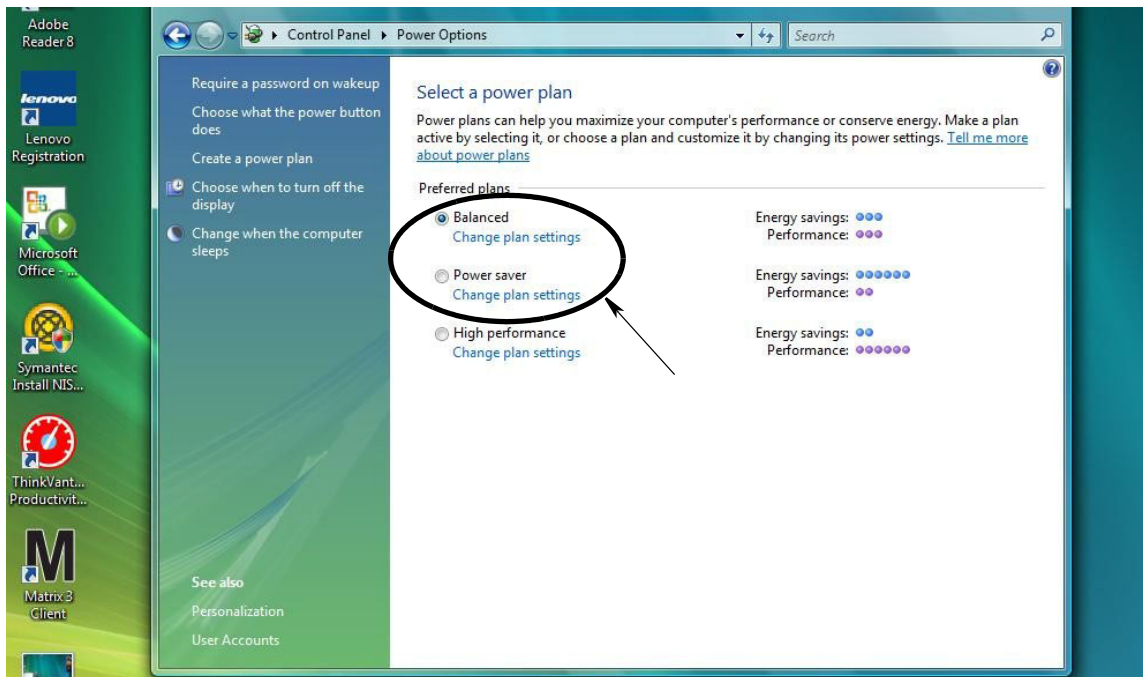 Adobe
Reader 8
lenovo
Lenovo
Registration
Microsoft
Office - ...
Symantec
Install NIS...
ThinkVant...
Productivit...
M
Matrix3
Client
Control Panel
Power Options
Search
Require a password on wakeup
Choose what the power button
does
Create a power plan
Choose when to turn off the
display
Change when the computer
sleeps
See also
Personalization
User Accounts
Select a power plan
Power plans can help you maximize your computer's performance or conserve energy. Make a plan
active by selecting it, or choose a plan and customize it by changing its power settings. Tell me more
about power plans
Preferred plans
Balanced
Energy savings:
Change plan settings
Performance:
Power saver
Energy savings:
Change plan settings
Performance:
High performance
Energy savings:
Change plan settings
Performance: